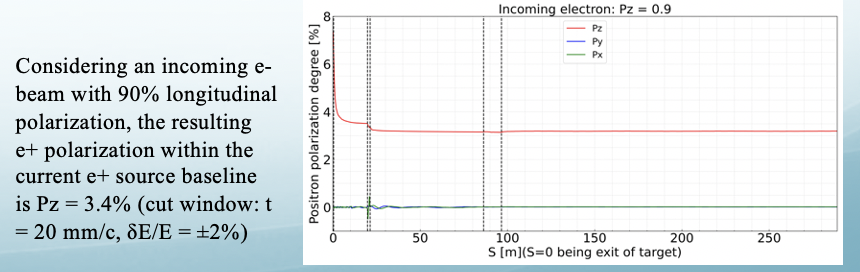 Considering an incoming e-
beam with 90% longitudinal
polarization, the resulting
e+ polarization within the
current e+ source baseline
is Pz = 3.4% (cut window: t
= 20 mm/c, δE/E = ±2%)
Incoming electron: Pz = 0.9
Positron polarization degree [%]
8
6
4
2
0
Pz
Py
Px
0 50 100 150 200 250
S [m](S=0 being exit of target)